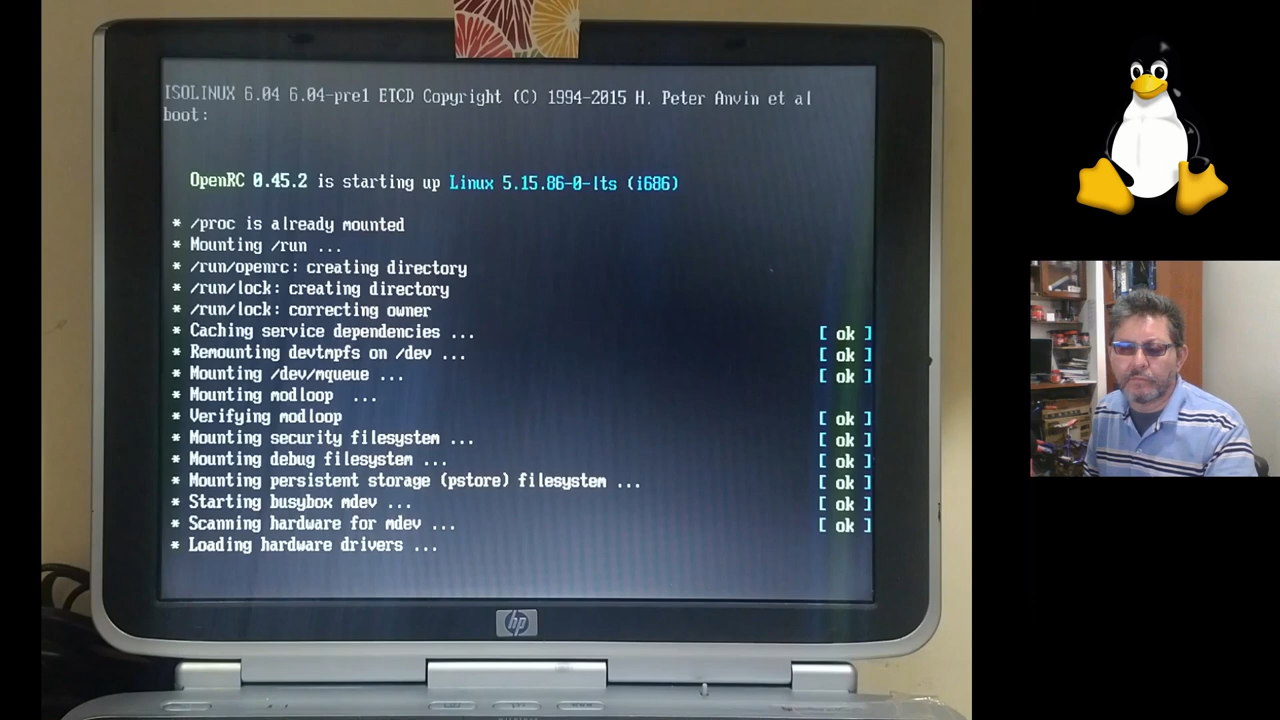 ISOLINUX 6.04 6.04-pre1 ETCD Copyright (C) 1994-2015 H. Peter Anvin et al
boot:
OpenRC 0.45.2 is starting up Linux 5.15.86-0-lts (i686)
* /proc is already mounted
* Mounting /run ...
* /run/openrc: creating directory
* /run/lock: creating directory
* /run/lock: correcting owner
* Caching service dependencies ... [ ok ]
* Remounting devtmpfs on /dev ... [ ok ]
* Mounting /dev/mqueue ... [ ok ]
* Mounting modloop ...
* Verifying modloop [ ok ]
* Mounting security filesystem ... [ ok ]
* Mounting debug filesystem ... [ ok ]
* Mounting persistent storage (pstore) filesystem ... [ ok ]
* Starting busybox mdev ... [ ok ]
* Scanning hardware for mdev ... [ ok ]
* Loading hardware drivers ...
hp